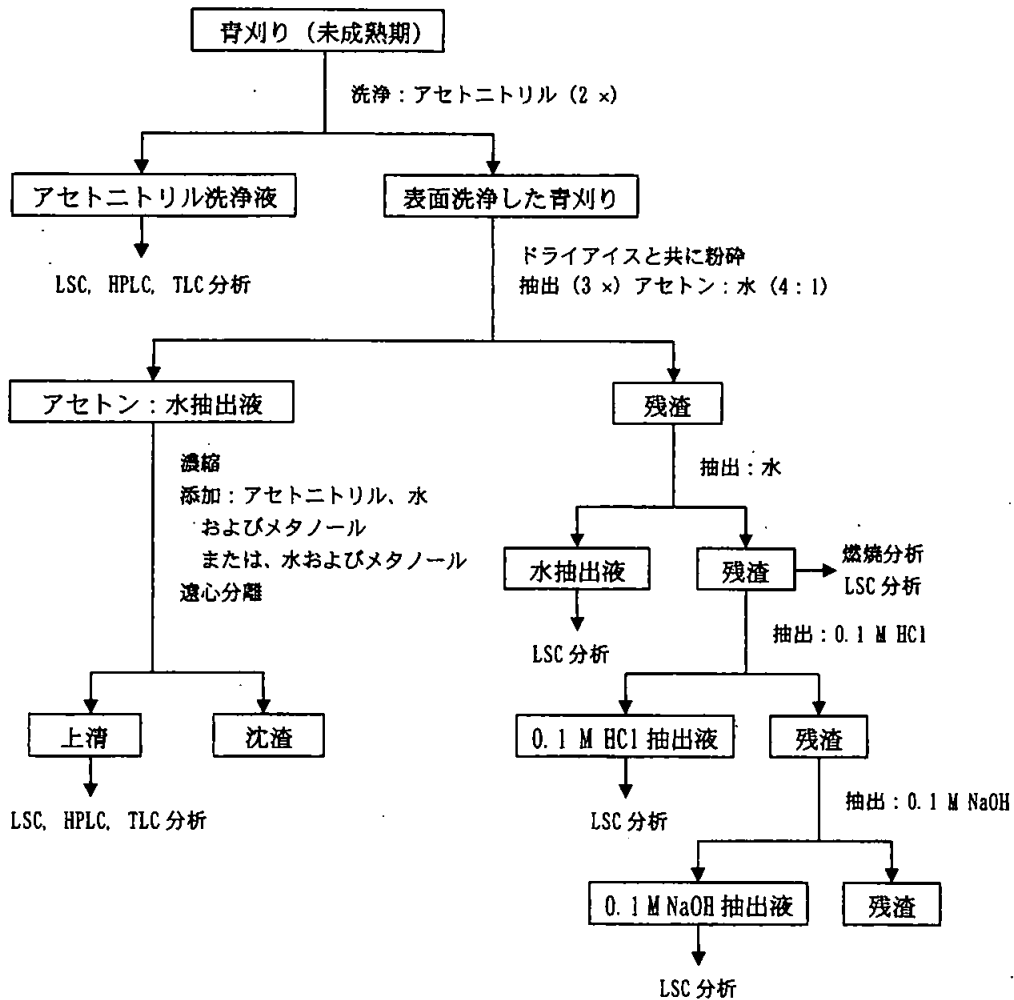 青刈り（未成熟期）
洗浄：アセトニトリル（2 ×）
アセトニトリル洗浄液
表面洗浄した青刈り
LSC, HPLC, TLC 分析
ドライアイスと共に粉砕
抽出（3 ×）アセトン：水（4：1）
アセトン：水抽出液
残渣
濃縮
添加：アセトニトリル、水
およびメタノール
または、水およびメタノール
遠心分離
抽出：水
水抽出液
残渣
燃焼分析
LSC 分析
LSC 分析
抽出：0.1 M HCl
上清
沈渣
0.1 M HCl 抽出液
残渣
LSC, HPLC, TLC 分析
LSC 分析
抽出：0.1 M NaOH
0.1 M NaOH 抽出液
残渣
LSC 分析